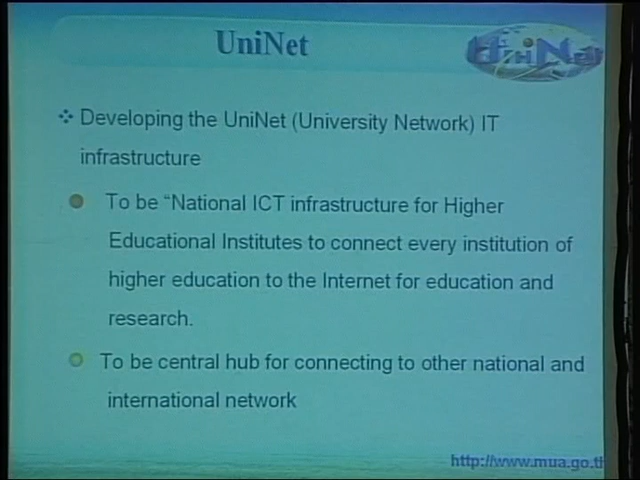 UniNet
UniNet
Developing the UniNet (University Network) IT
infrastructure
To be “National ICT infrastructure for Higher
Educational Institutes to connect every institution of
higher education to the Internet for education and
research.
To be central hub for connecting to other national and
international network
http://www.mua.go.th